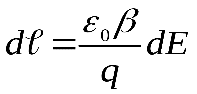 dℓ = ε₀β/q dE